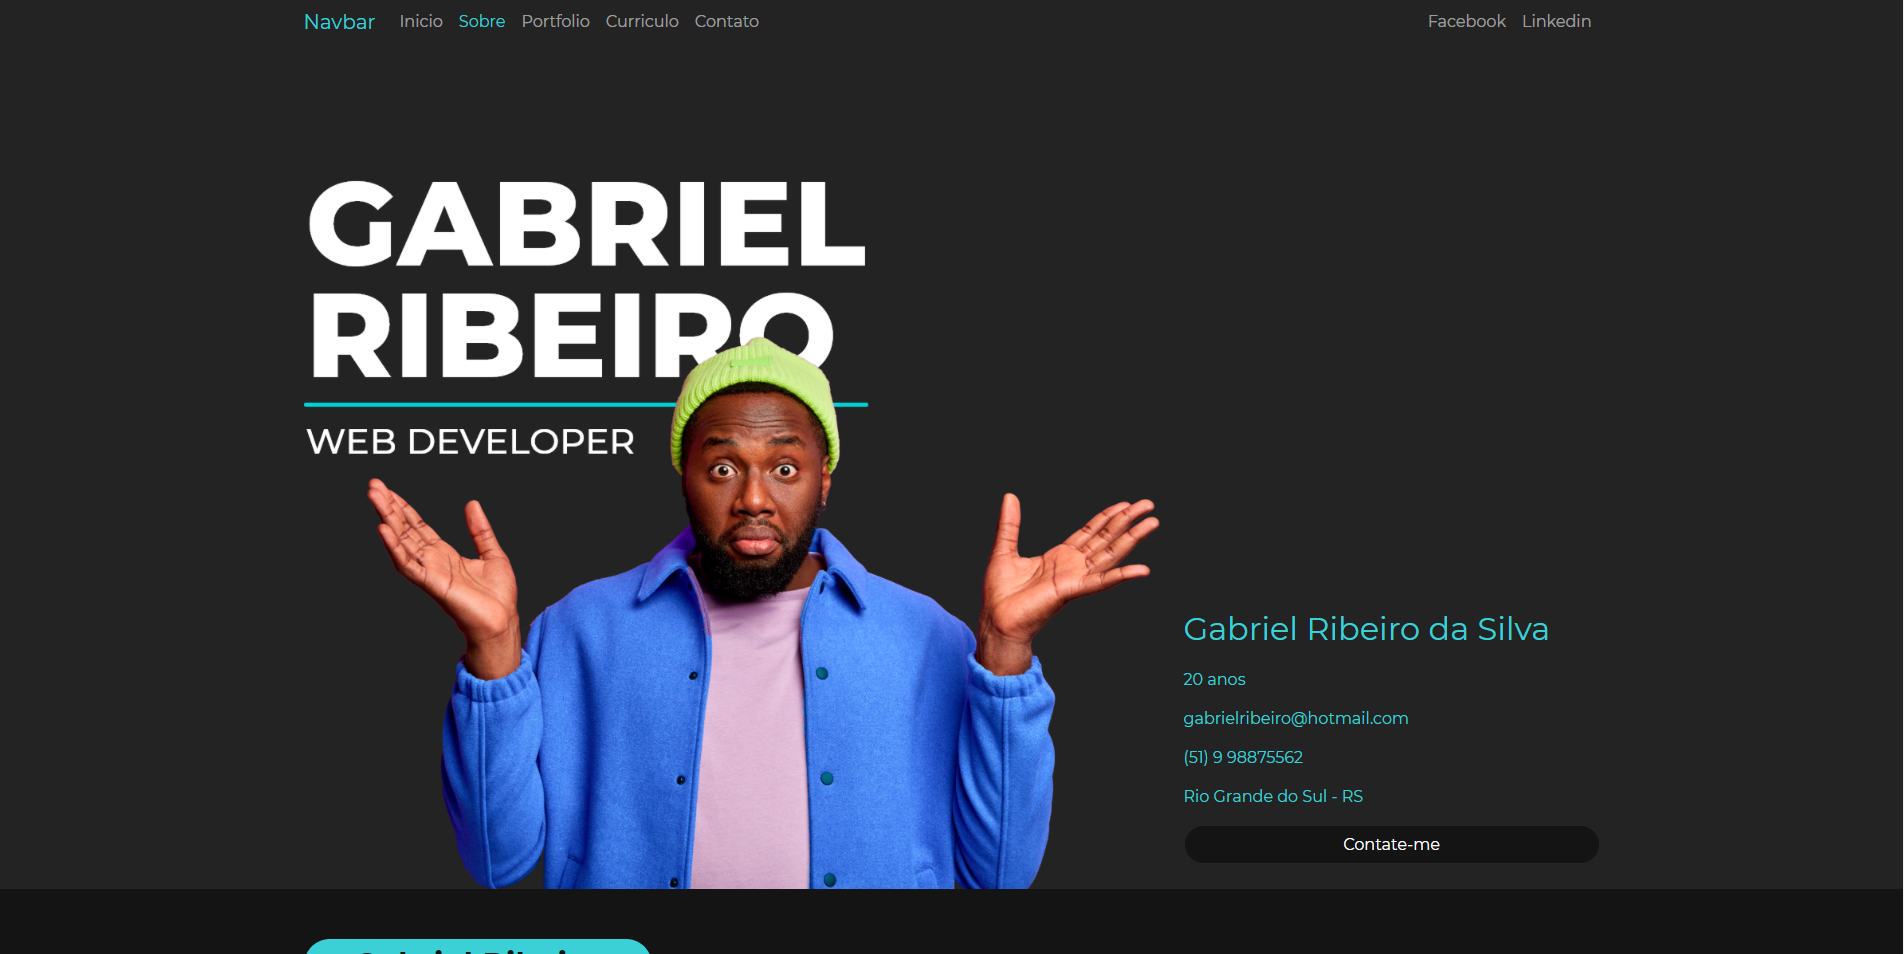 Navbar Inicio Sobre Portfolio Curriculo Contato Facebook Linkedin
GABRIEL
RIBEIRO
WEB DEVELOPER
Gabriel Ribeiro da Silva
20 anos
gabrielribeiro@hotmail.com
(51) 9 98875562
Rio Grande do Sul - RS
Contate-me